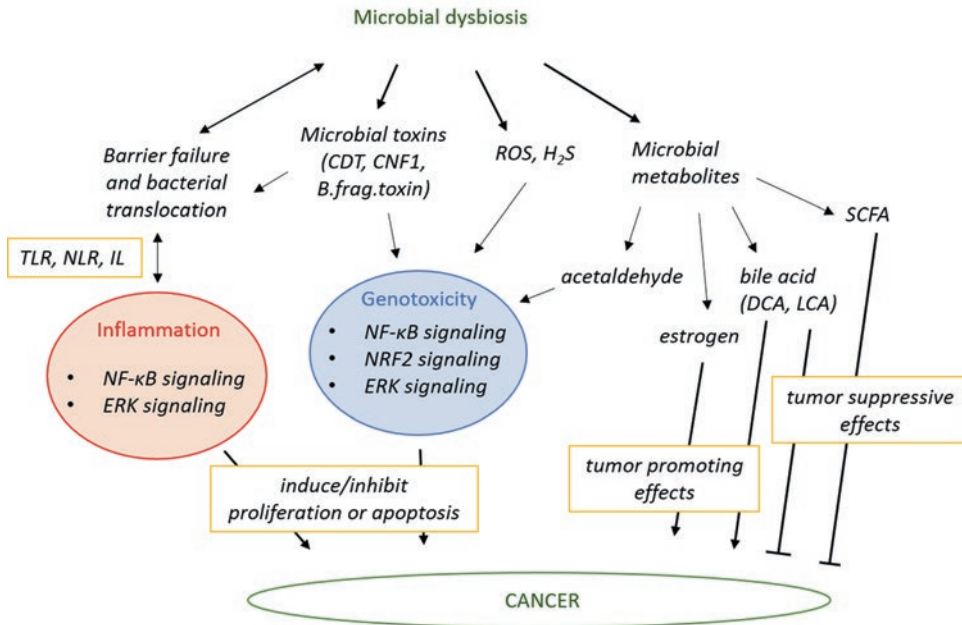 Microbial dysbiosis
Barrier failure
and bacterial
translocation
Microbial toxins
(CDT, CNF1,
B.frag.toxin)
ROS, H₂S
Microbial
metabolites
SCFA
TLR, NLR, IL
acetaldehyde
bile acid
(DCA, LCA)
estrogen
Inflammation
• NF-κB signaling
• ERK signaling
Genotoxicity
• NF-κB signaling
• NRF2 signaling
• ERK signaling
tumor suppressive
effects
tumor promoting
effects
induce/inhibit
proliferation or apoptosis
CANCER